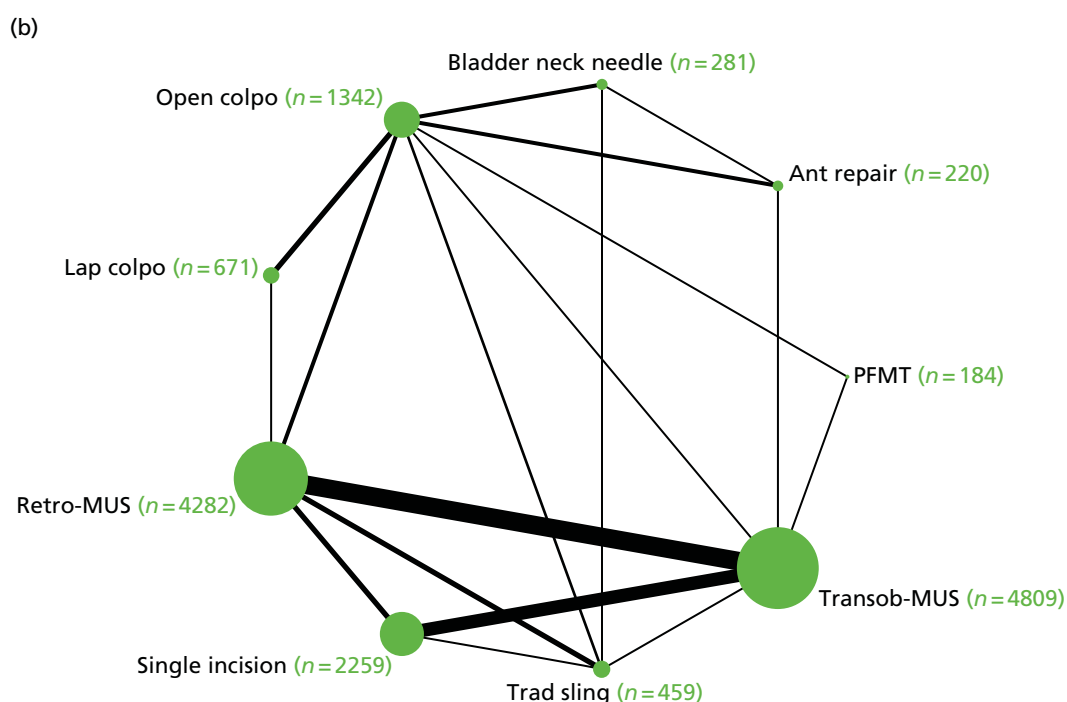 (b)
Bladder neck needle (n=281)
Open colpo (n=1342)
Ant repair (n=220)
Lap colpo (n=671)
PFMT (n=184)
Retro-MUS (n=4282)
Transob-MUS (n=4809)
Single incision (n=2259)
Trad sling (n=459)